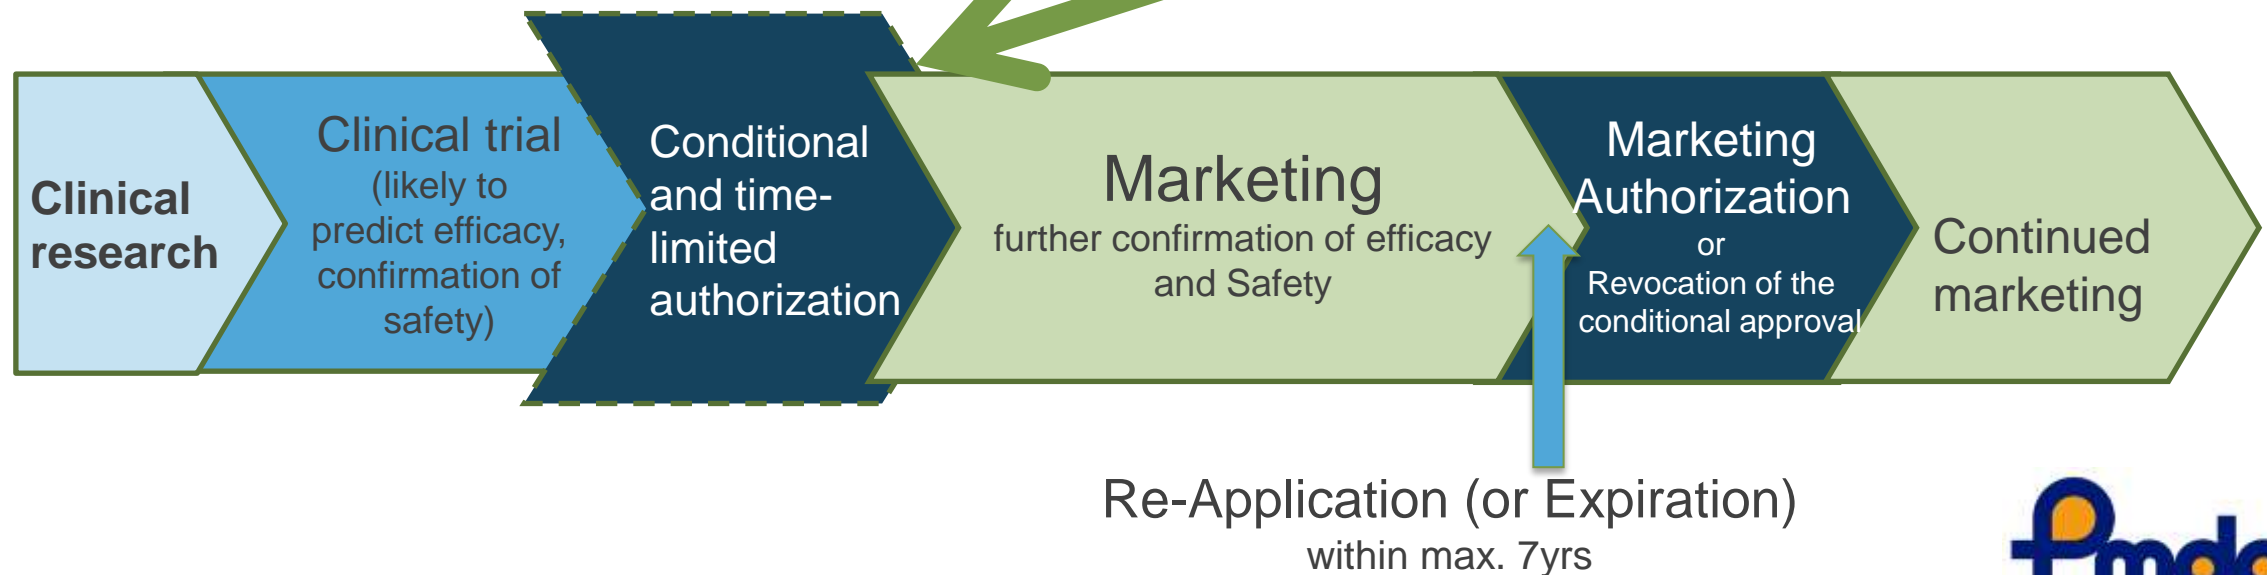 Clinical
research
Clinical trial
(likely to
predict efficacy,
confirmation of
safety)
Conditional
and time-
limited
authorization
Marketing
further confirmation of efficacy
and Safety
Marketing
Authorization
or
Revocation of the
conditional approval
Continued
marketing
Re-Application (or Expiration)
within max. 7yrs